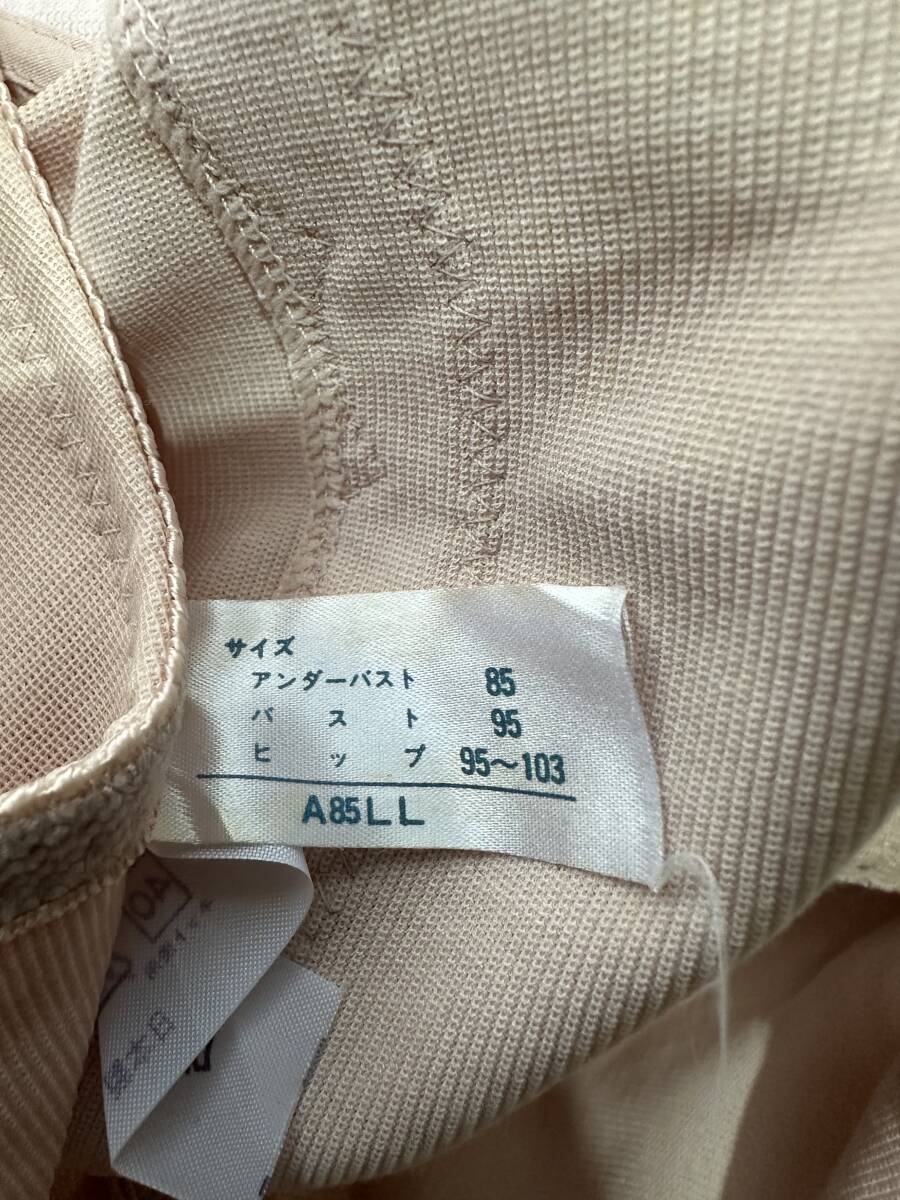 サイズ
アンダーバスト 85
バスト 95
ヒップ 95〜103
A85LL